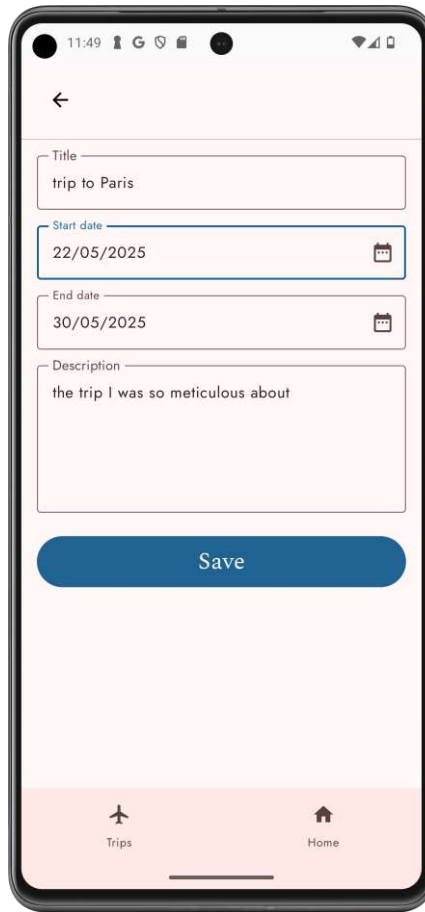 11:49 G
Title
trip to Paris
Start date
22/05/2025
End date
30/05/2025
Description
the trip I was so meticulous about
Save
Trips Home